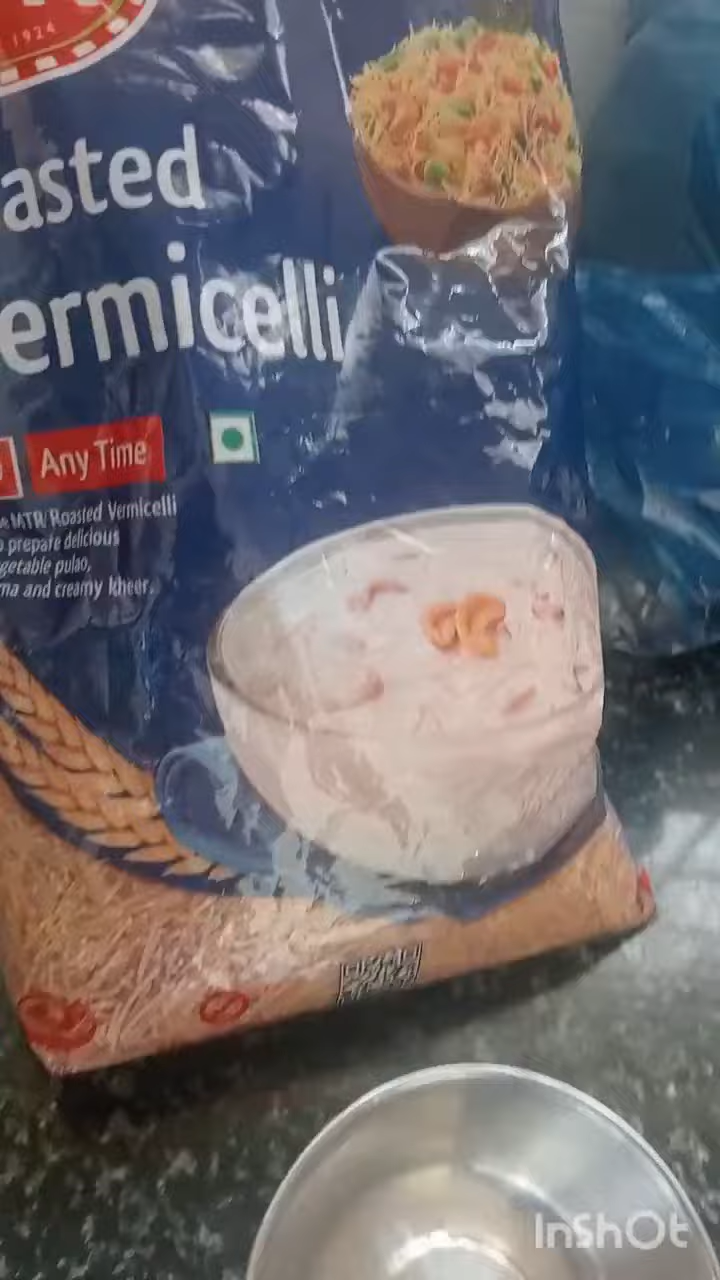 1924
asted
ermicelli
Any Time
MTR Roasted Vermicelli
prepare delicious
getable pulao,
ma and creamy kheer.
InShOt